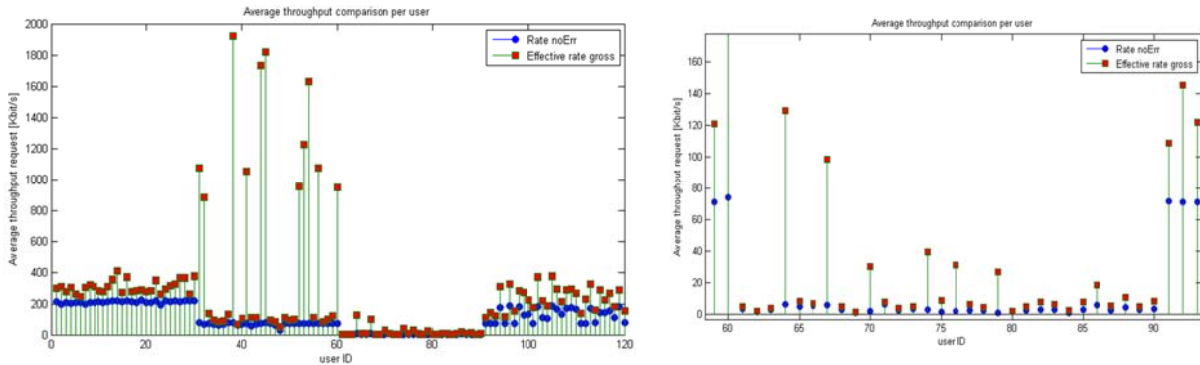 Average throughput comparison per user
2000
1800
1600
1400
1200
1000
800
600
400
200
0
Average throughput request [Kbit/s]
Rate noErr
Effective rate gross
0 20 40 60 80 100 120
user ID
Average throughput comparison per user
160
140
120
100
80
60
40
20
0
Average throughput request [Kbit/s]
Rate noErr
Effective rate gross
60 65 70 75 80 85 90
user ID